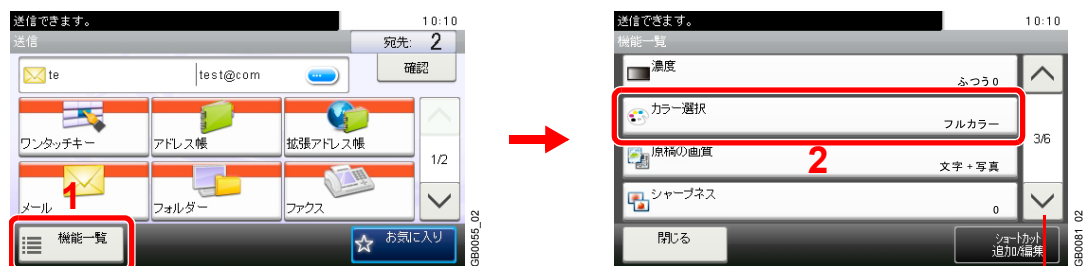 送信できます。
10:10
送信
宛先: 2
te
test@com
...
確認
ワンタッチキー
アドレス帳
拡張アドレス帳
1/2
メール
フォルダー
ファクス
1
機能一覧
お気に入り
GB0055_02
送信できます。
10:10
機能一覧
濃度
ふつう 0
カラー選択
フルカラー
3/6
原稿の画質
文字 + 写真
2
シャープネス
0
閉じる
ショートカット
追加/編集
GB0081_02